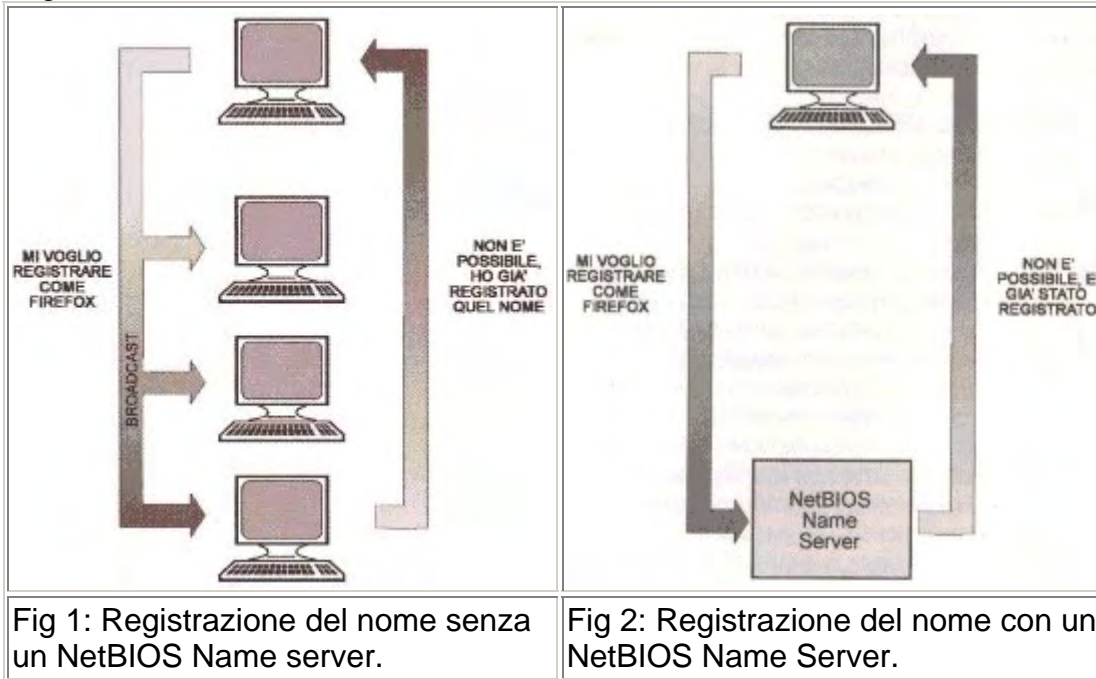 MI VOGLIO
REGISTRARE
COME
FIREFOX
BROADCAST
NON E'
POSSIBILE,
HO GIA'
REGISTRATO
QUEL NOME
Fig 1: Registrazione del nome senza
un NetBIOS Name server.
MI VOGLIO
REGISTRARE
COME
FIREFOX
NetBIOS
Name
Server
NON E'
POSSIBILE, E
GIA' STATO
REGISTRATO
Fig 2: Registrazione del nome con un
NetBIOS Name Server.